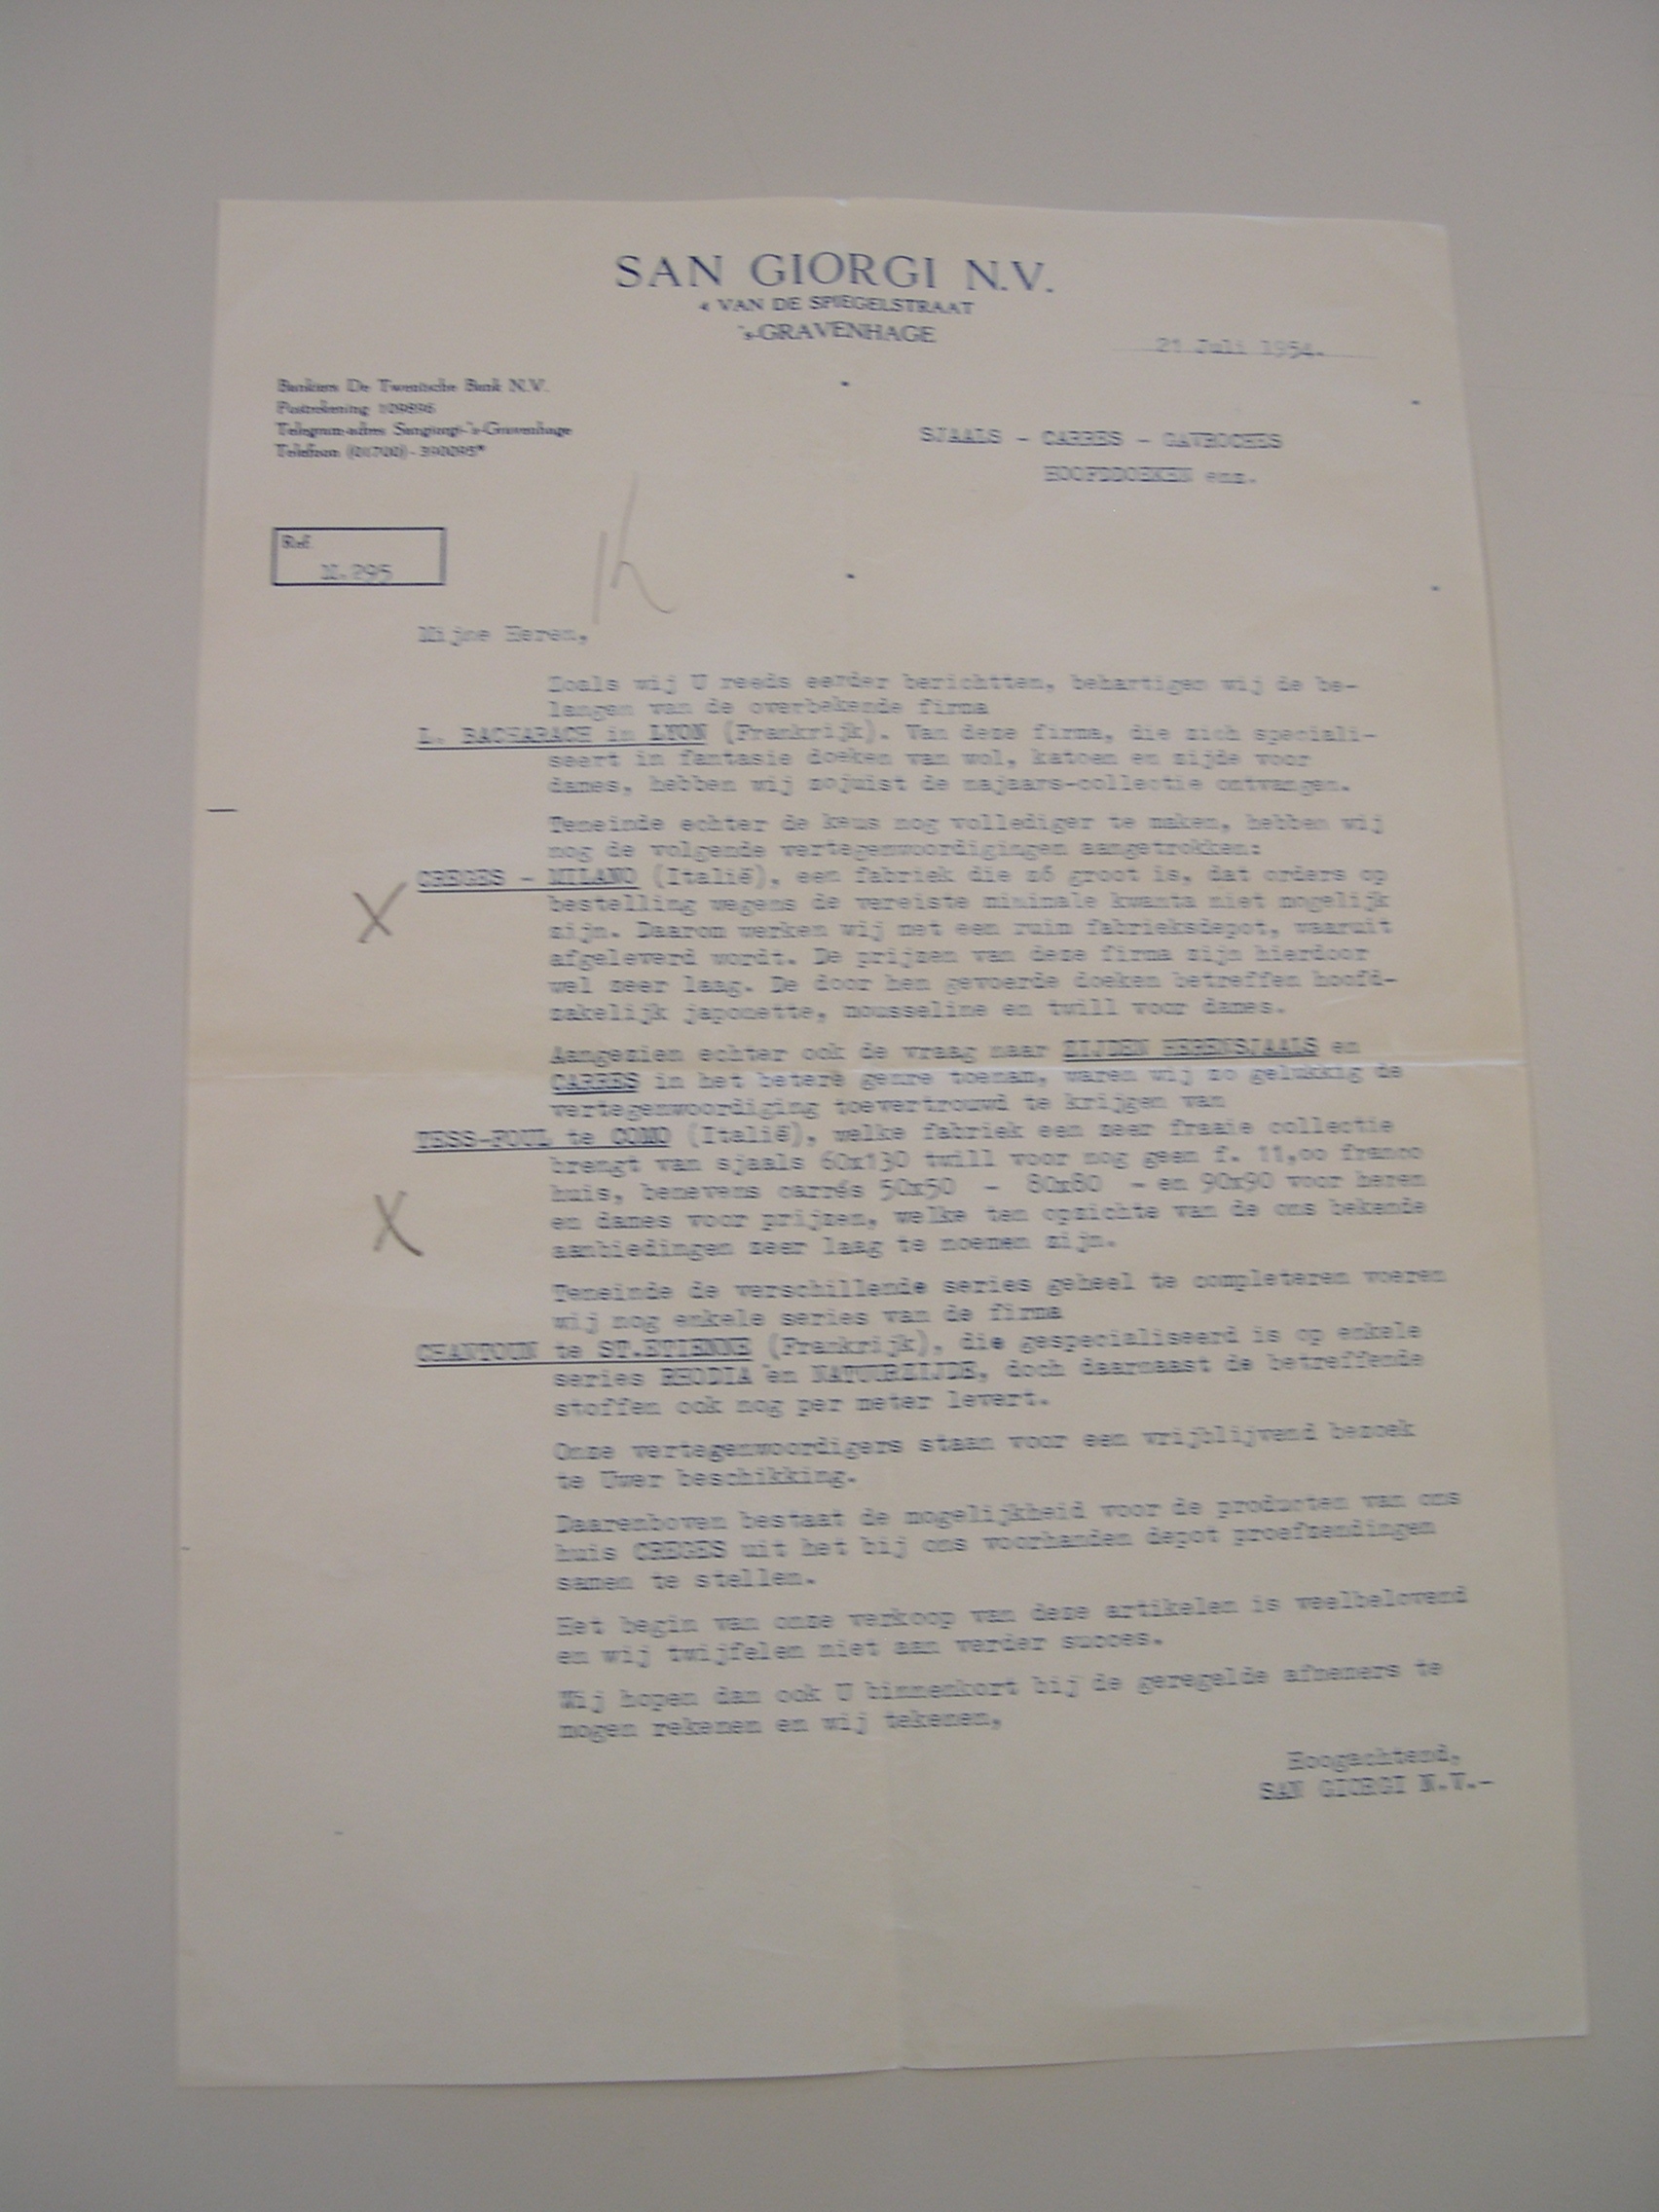 SAN GIORGI N.V.
4 VAN DE SPIEGELSTRAAT
's-GRAVENHAGE
21 Juli 1954.
Bankiers De Twentsche Bank N.V.
Postrekening 109896
Telegram-adres Sangiorgi-'s-Gravenhage
Telefoon (01700)-390095*
SJAALS - CARRES - GAVROCHES
HOOFDDOEKEN enz.
Ref.
N.295
Mijne Heren,
Zoals wij U reeds eerder berichtten, behartigen wij de be-
langen van de overbekende firma
L. BACHARACH in LYON (Frankrijk). Van deze firma, die zich speciali-
seert in fantasie doeken van wol, katoen en zijde voor
dames, hebben wij zojuist de najaars-collectie ontvangen.
Teneinde echter de keus nog vollediger te maken, hebben wij
nog de volgende vertegenwoordigingen aangetrokken:
CREGES - MILANO (Italië), een fabriek die zó groot is, dat orders op
bestelling wegens de vereiste minimale kwanta niet mogelijk
zijn. Daarom werken wij met een ruim fabrieksdepot, vaaruit
afgeleverd wordt. De prijzen van deze firma zijn hierdoor
wel zeer laag. De door hen gevoerde doeken betreffen hoofd-
zakelijk japonette, mousseline en twill voor dames.
Aangezien echter ook de vraag naar ZIJDEN HERENSJAALS en
CARRES in het betere genre toenam, waren wij zo gelukkig de
vertegenwoordiging toevertrouwd te krijgen van
TESS-FOUL te COMO (Italië), welke fabriek een zeer fraaie collectie
brengt van sjaals 60x130 twill voor nog geen f. 11,oo franco
huis, benevens carrés 50x50 - 80x80 - en 90x90 voor heren
en dames voor prijzen, welke ten opzichte van de ons bekende
aanbiedingen zeer laag te noemen zijn.
Teneinde de verschillende series geheel te completeren voeren
wij nog enkele series van de firma
CHANTOUN te ST.ETIENNE (Frankrijk), die gespecialiseerd is op enkele
series RHODIA en NATUURZIJDE, doch daarnaast de betreffende
stoffen ook nog per meter levert.
Onze vertegenwoordigers staan voor een vrijblijvend bezoek
te Uwer beschikking.
Daarenboven bestaat de mogelijkheid voor de producten van ons
huis CREGES uit het bij ons voorhanden depot proefzendingen
samen te stellen.
Het begin van onze verkoop van deze artikelen is veelbelovend
en wij twijfelen niet aan verder succes.
Wij hopen dan ook U binnenkort bij de geregelde afnemers te
mogen rekenen en wij tekenen,
Hoogachtend,
SAN GIORGI N.V.-